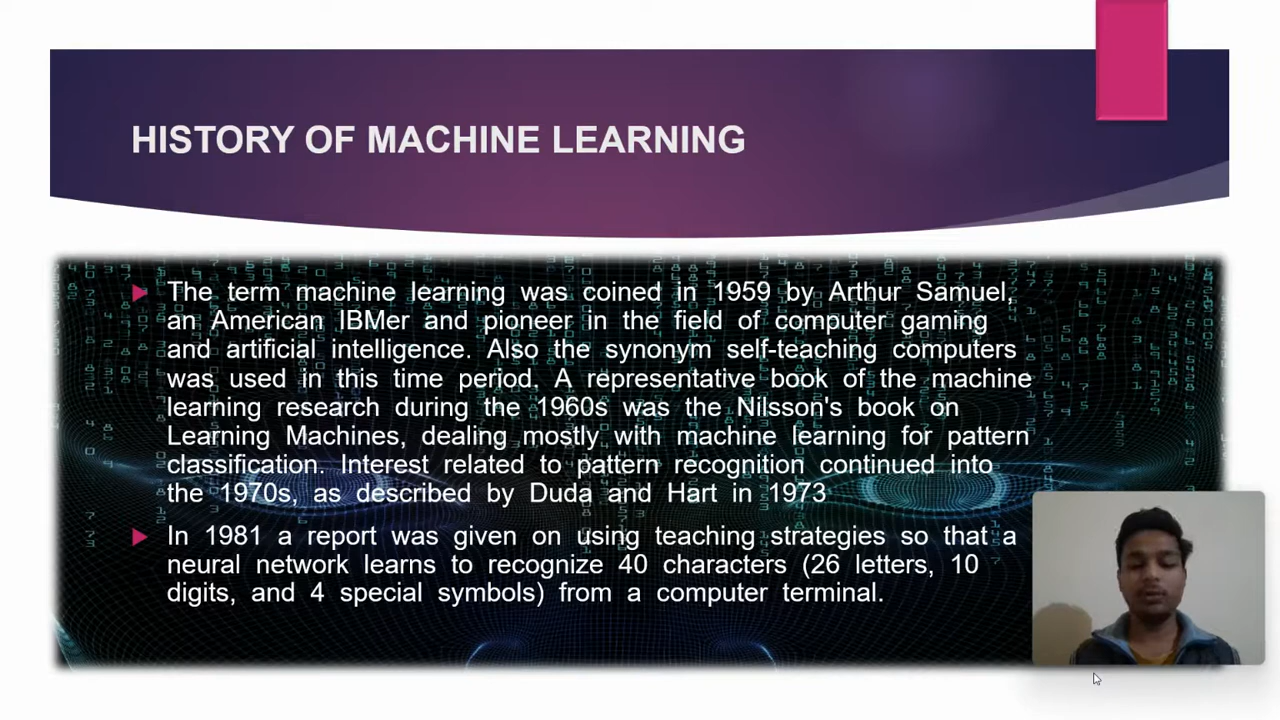 HISTORY OF MACHINE LEARNING
The term machine learning was coined in 1959 by Arthur Samuel,
an American IBMer and pioneer in the field of computer gaming
and artificial intelligence. Also the synonym self-teaching computers
was used in this time period. A representative book of the machine
learning research during the 1960s was the Nilsson's book on
Learning Machines, dealing mostly with machine learning for pattern
classification. Interest related to pattern recognition continued into
the 1970s, as described by Duda and Hart in 1973
In 1981 a report was given on using teaching strategies so that a
neural network learns to recognize 40 characters (26 letters, 10
digits, and 4 special symbols) from a computer terminal.